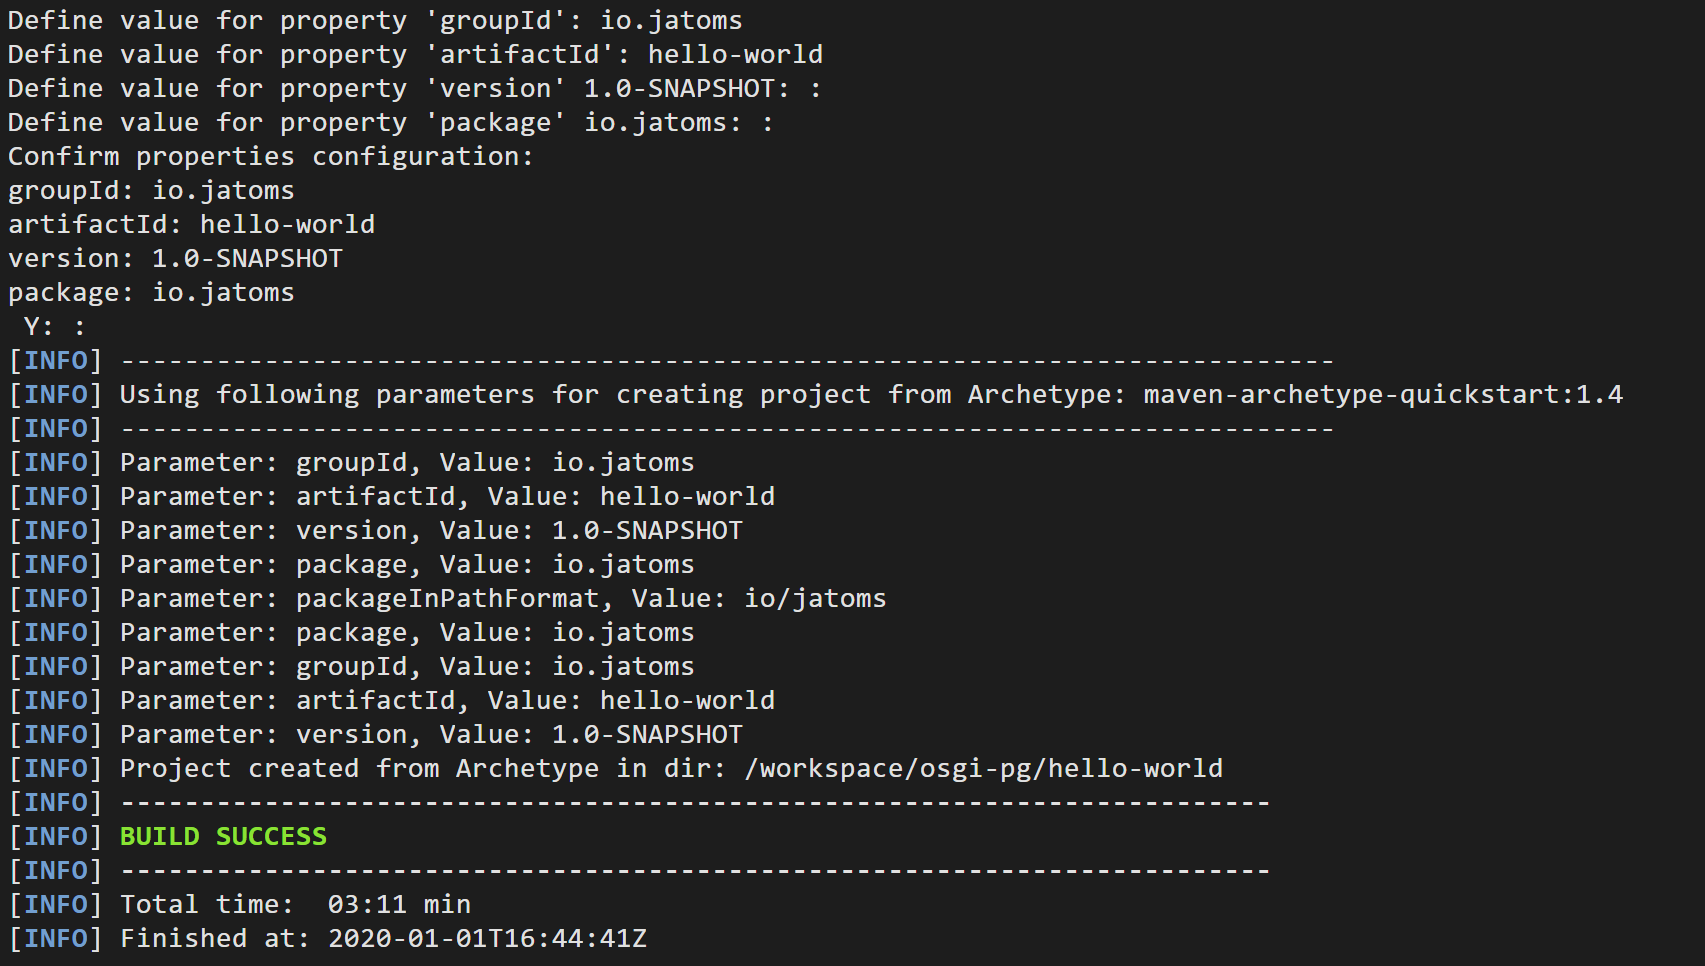 Define value for property 'groupId': io.jatoms
Define value for property 'artifactId': hello-world
Define value for property 'version' 1.0-SNAPSHOT: :
Define value for property 'package' io.jatoms: :
Confirm properties configuration:
groupId: io.jatoms
artifactId: hello-world
version: 1.0-SNAPSHOT
package: io.jatoms
 Y: :
[INFO] ----------------------------------------------------------------------------
[INFO] Using following parameters for creating project from Archetype: maven-archetype-quickstart:1.4
[INFO] ----------------------------------------------------------------------------
[INFO] Parameter: groupId, Value: io.jatoms
[INFO] Parameter: artifactId, Value: hello-world
[INFO] Parameter: version, Value: 1.0-SNAPSHOT
[INFO] Parameter: package, Value: io.jatoms
[INFO] Parameter: packageInPathFormat, Value: io/jatoms
[INFO] Parameter: package, Value: io.jatoms
[INFO] Parameter: groupId, Value: io.jatoms
[INFO] Parameter: artifactId, Value: hello-world
[INFO] Parameter: version, Value: 1.0-SNAPSHOT
[INFO] Project created from Archetype in dir: /workspace/osgi-pg/hello-world
[INFO] ------------------------------------------------------------------------
[INFO] BUILD SUCCESS
[INFO] ------------------------------------------------------------------------
[INFO] Total time:  03:11 min
[INFO] Finished at: 2020-01-01T16:44:41Z